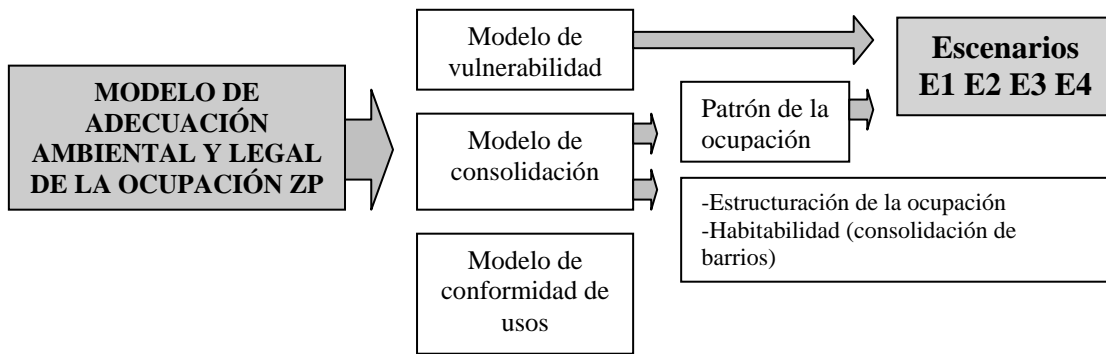 MODELO DE
ADECUACIÓN
AMBIENTAL Y LEGAL
DE LA OCUPACIÓN ZP
Modelo de
vulnerabilidad
Modelo de
consolidación
Modelo de
conformidad de
usos
Patrón de la
ocupación
-Estructuración de la ocupación
-Habitabilidad (consolidación de
barrios)
Escenarios
E1 E2 E3 E4